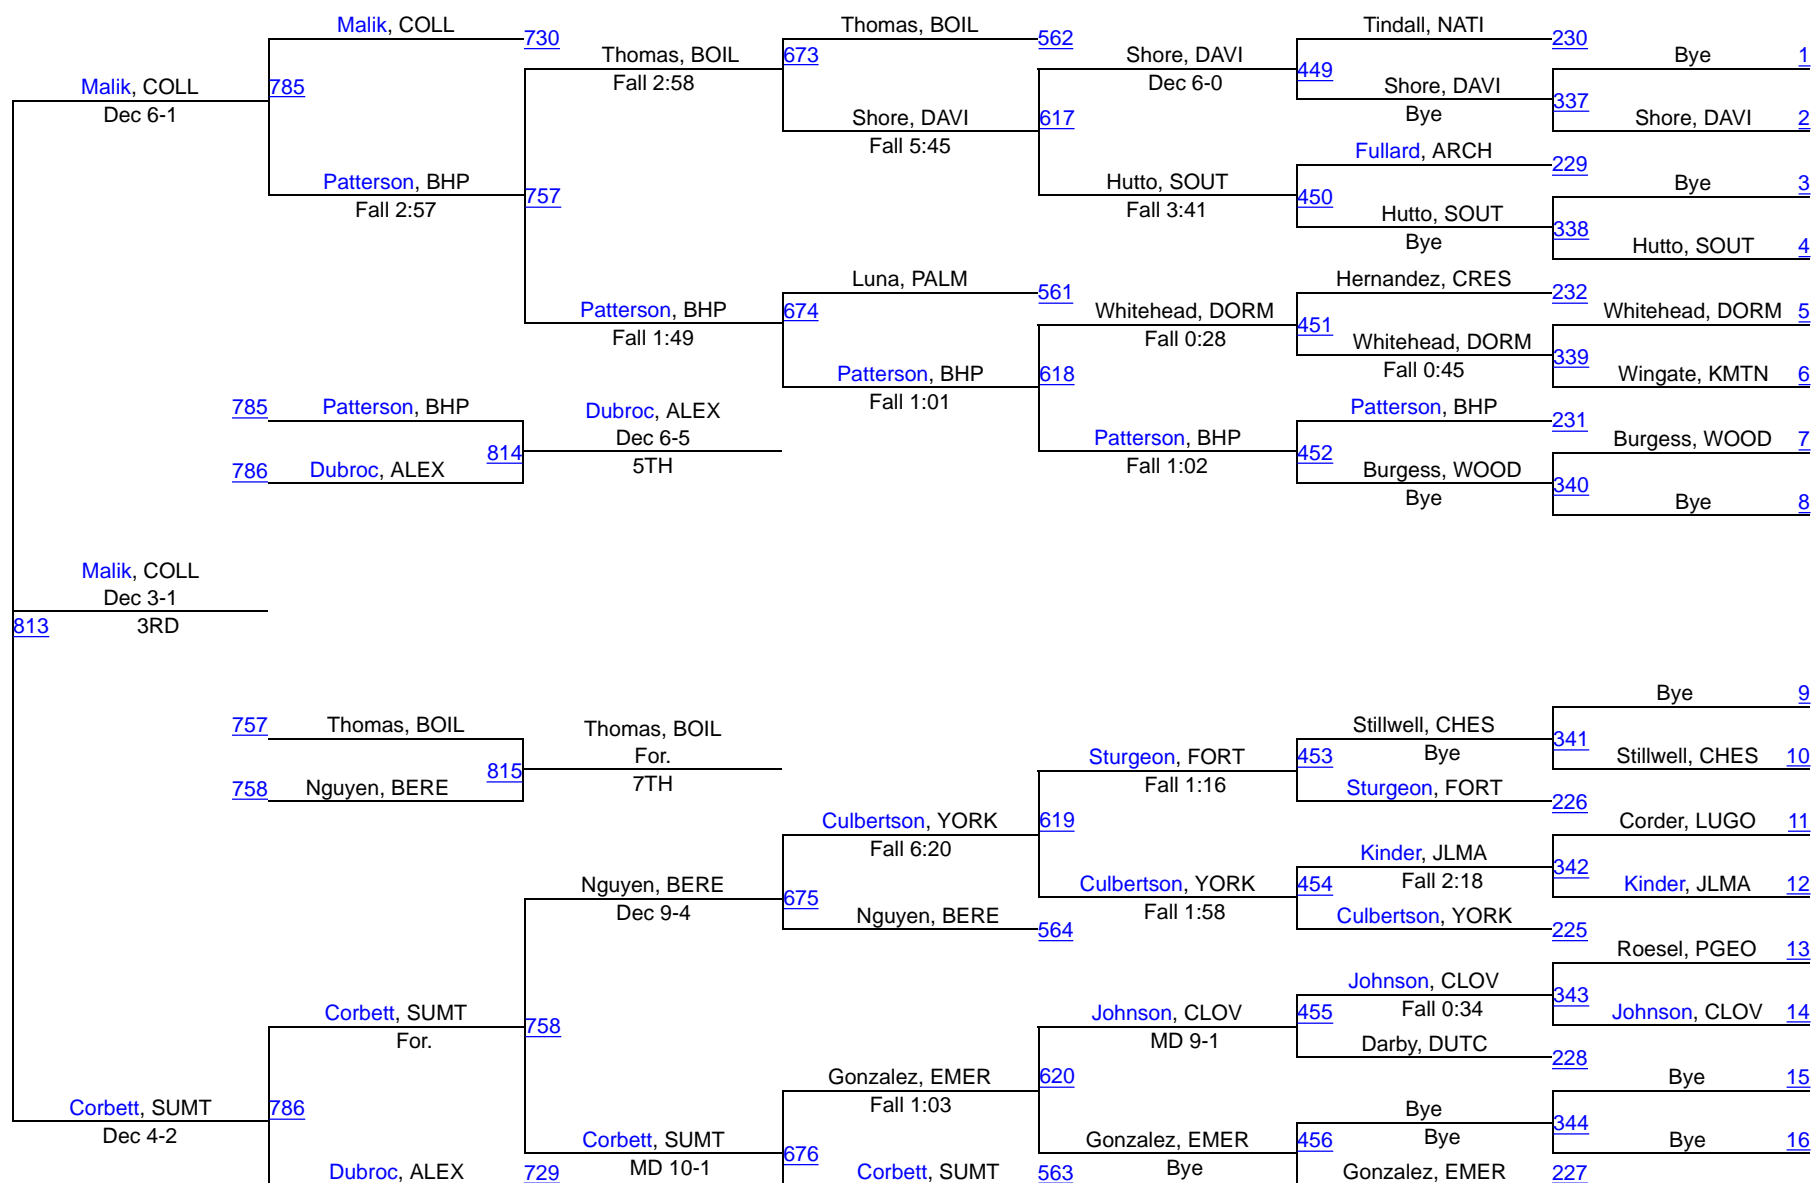 Malik, COLL
730
Thomas, BOIL
562
Tindall, NATI
230
Thomas, BOIL
Fall 2:58
673
Shore, DAVI
Dec 6-0
449
Bye 1
Malik, COLL
Dec 6-1
785
Shore, DAVI
Bye
337
Shore, DAVI
Fall 5:45
617
Shore, DAVI 2
Fullard, ARCH
229
Patterson, BHP
Fall 2:57
757
Hutto, SOUT
Fall 3:41
450
Bye 3
Hutto, SOUT
Bye
338
Hutto, SOUT 4
Luna, PALM
561
Hernandez, CRES
232
Patterson, BHP
Fall 1:49
674
Whitehead, DORM
Fall 0:28
451
Whitehead, DORM 5
Whitehead, DORM
Fall 0:45
339
Patterson, BHP
Fall 1:01
618
Wingate, KMTN 6
785 Patterson, BHP
Dubroc, ALEX
Dec 6-5
5TH
814
786 Dubroc, ALEX
Patterson, BHP
231
Patterson, BHP
Fall 1:02
452
Burgess, WOOD 7
Burgess, WOOD
Bye
340
Bye 8
Malik, COLL
Dec 3-1
3RD
813
Bye 9
757 Thomas, BOIL
Thomas, BOIL
For.
7TH
815
758 Nguyen, BERE
Stillwell, CHES
Bye
341
Sturgeon, FORT
Fall 1:16
453
Stillwell, CHES 10
Sturgeon, FORT
226
Culbertson, YORK
Fall 6:20
619
Corder, LUGO 11
Kinder, JLMA
Fall 2:18
342
Nguyen, BERE
Dec 9-4
675
Culbertson, YORK
Fall 1:58
454
Kinder, JLMA 12
Nguyen, BERE
564
Culbertson, YORK
225
Roesel, PGEO 13
Johnson, CLOV
Fall 0:34
343
Corbett, SUMT
For.
758
Johnson, CLOV
MD 9-1
455
Johnson, CLOV 14
Darby, DUTC
228
Gonzalez, EMER
Fall 1:03
620
Bye 15
Corbett, SUMT
Dec 4-2
786
Bye
Bye
344
Corbett, SUMT
MD 10-1
676
Gonzalez, EMER
Bye
456
Bye 16
Dubroc, ALEX
729
Corbett, SUMT
563
Gonzalez, EMER
227